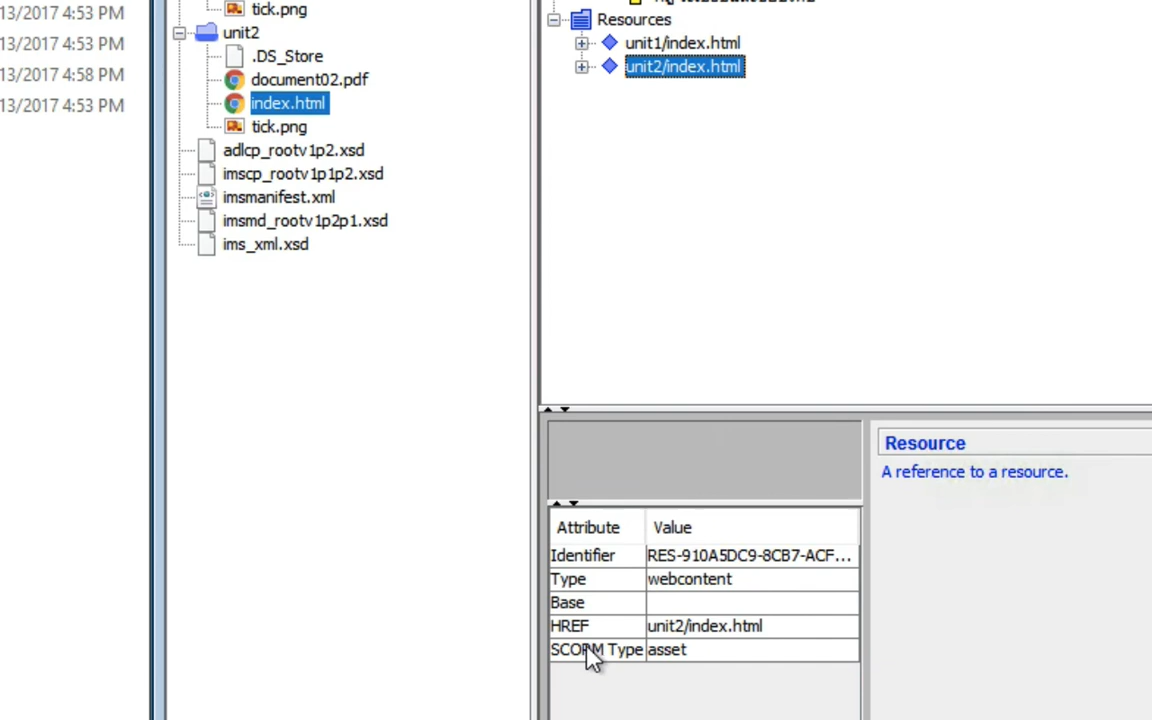 13/2017 4:53 PM
13/2017 4:53 PM
13/2017 4:58 PM
13/2017 4:53 PM
tick.png
unit2
.DS_Store
document02.pdf
index.html
tick.png
adlcp_rootv1p2.xsd
imscp_rootv1p1p2.xsd
imsmanifest.xml
imsmd_rootv1p2p1.xsd
ims_xml.xsd
Resources
unit1/index.html
unit2/index.html
Attribute Value
Identifier RES-910A5DC9-8CB7-ACF...
Type webcontent
Base
HREF unit2/index.html
SCORM Type asset
Resource
A reference to a resource.